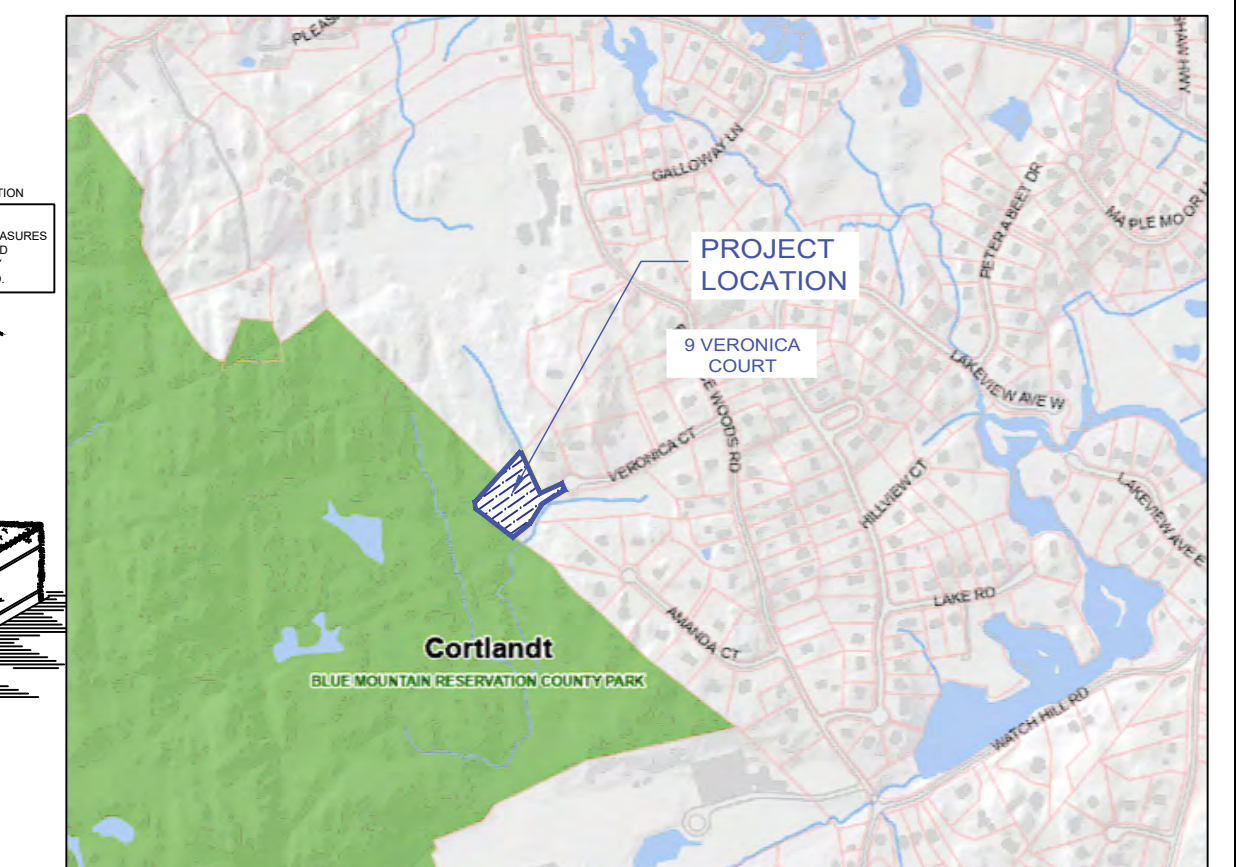 PLEAS
SHAW HWY
GALLOWAY LN
TION
ASURES
D
PROJECT
LOCATION
9 VERONICA
COURT
PETER A BEET DR
MAPLE MOOR L
WOODS RD
LAKEVIEW AVE W
VERONICA CT
HILLVIEW CT
LAKEVIEW AVE E
LAKE RD
AMANDA CT
Cortlandt
BLUE MOUNTAIN RESERVATION COUNTY PARK
WATCH HILL RD